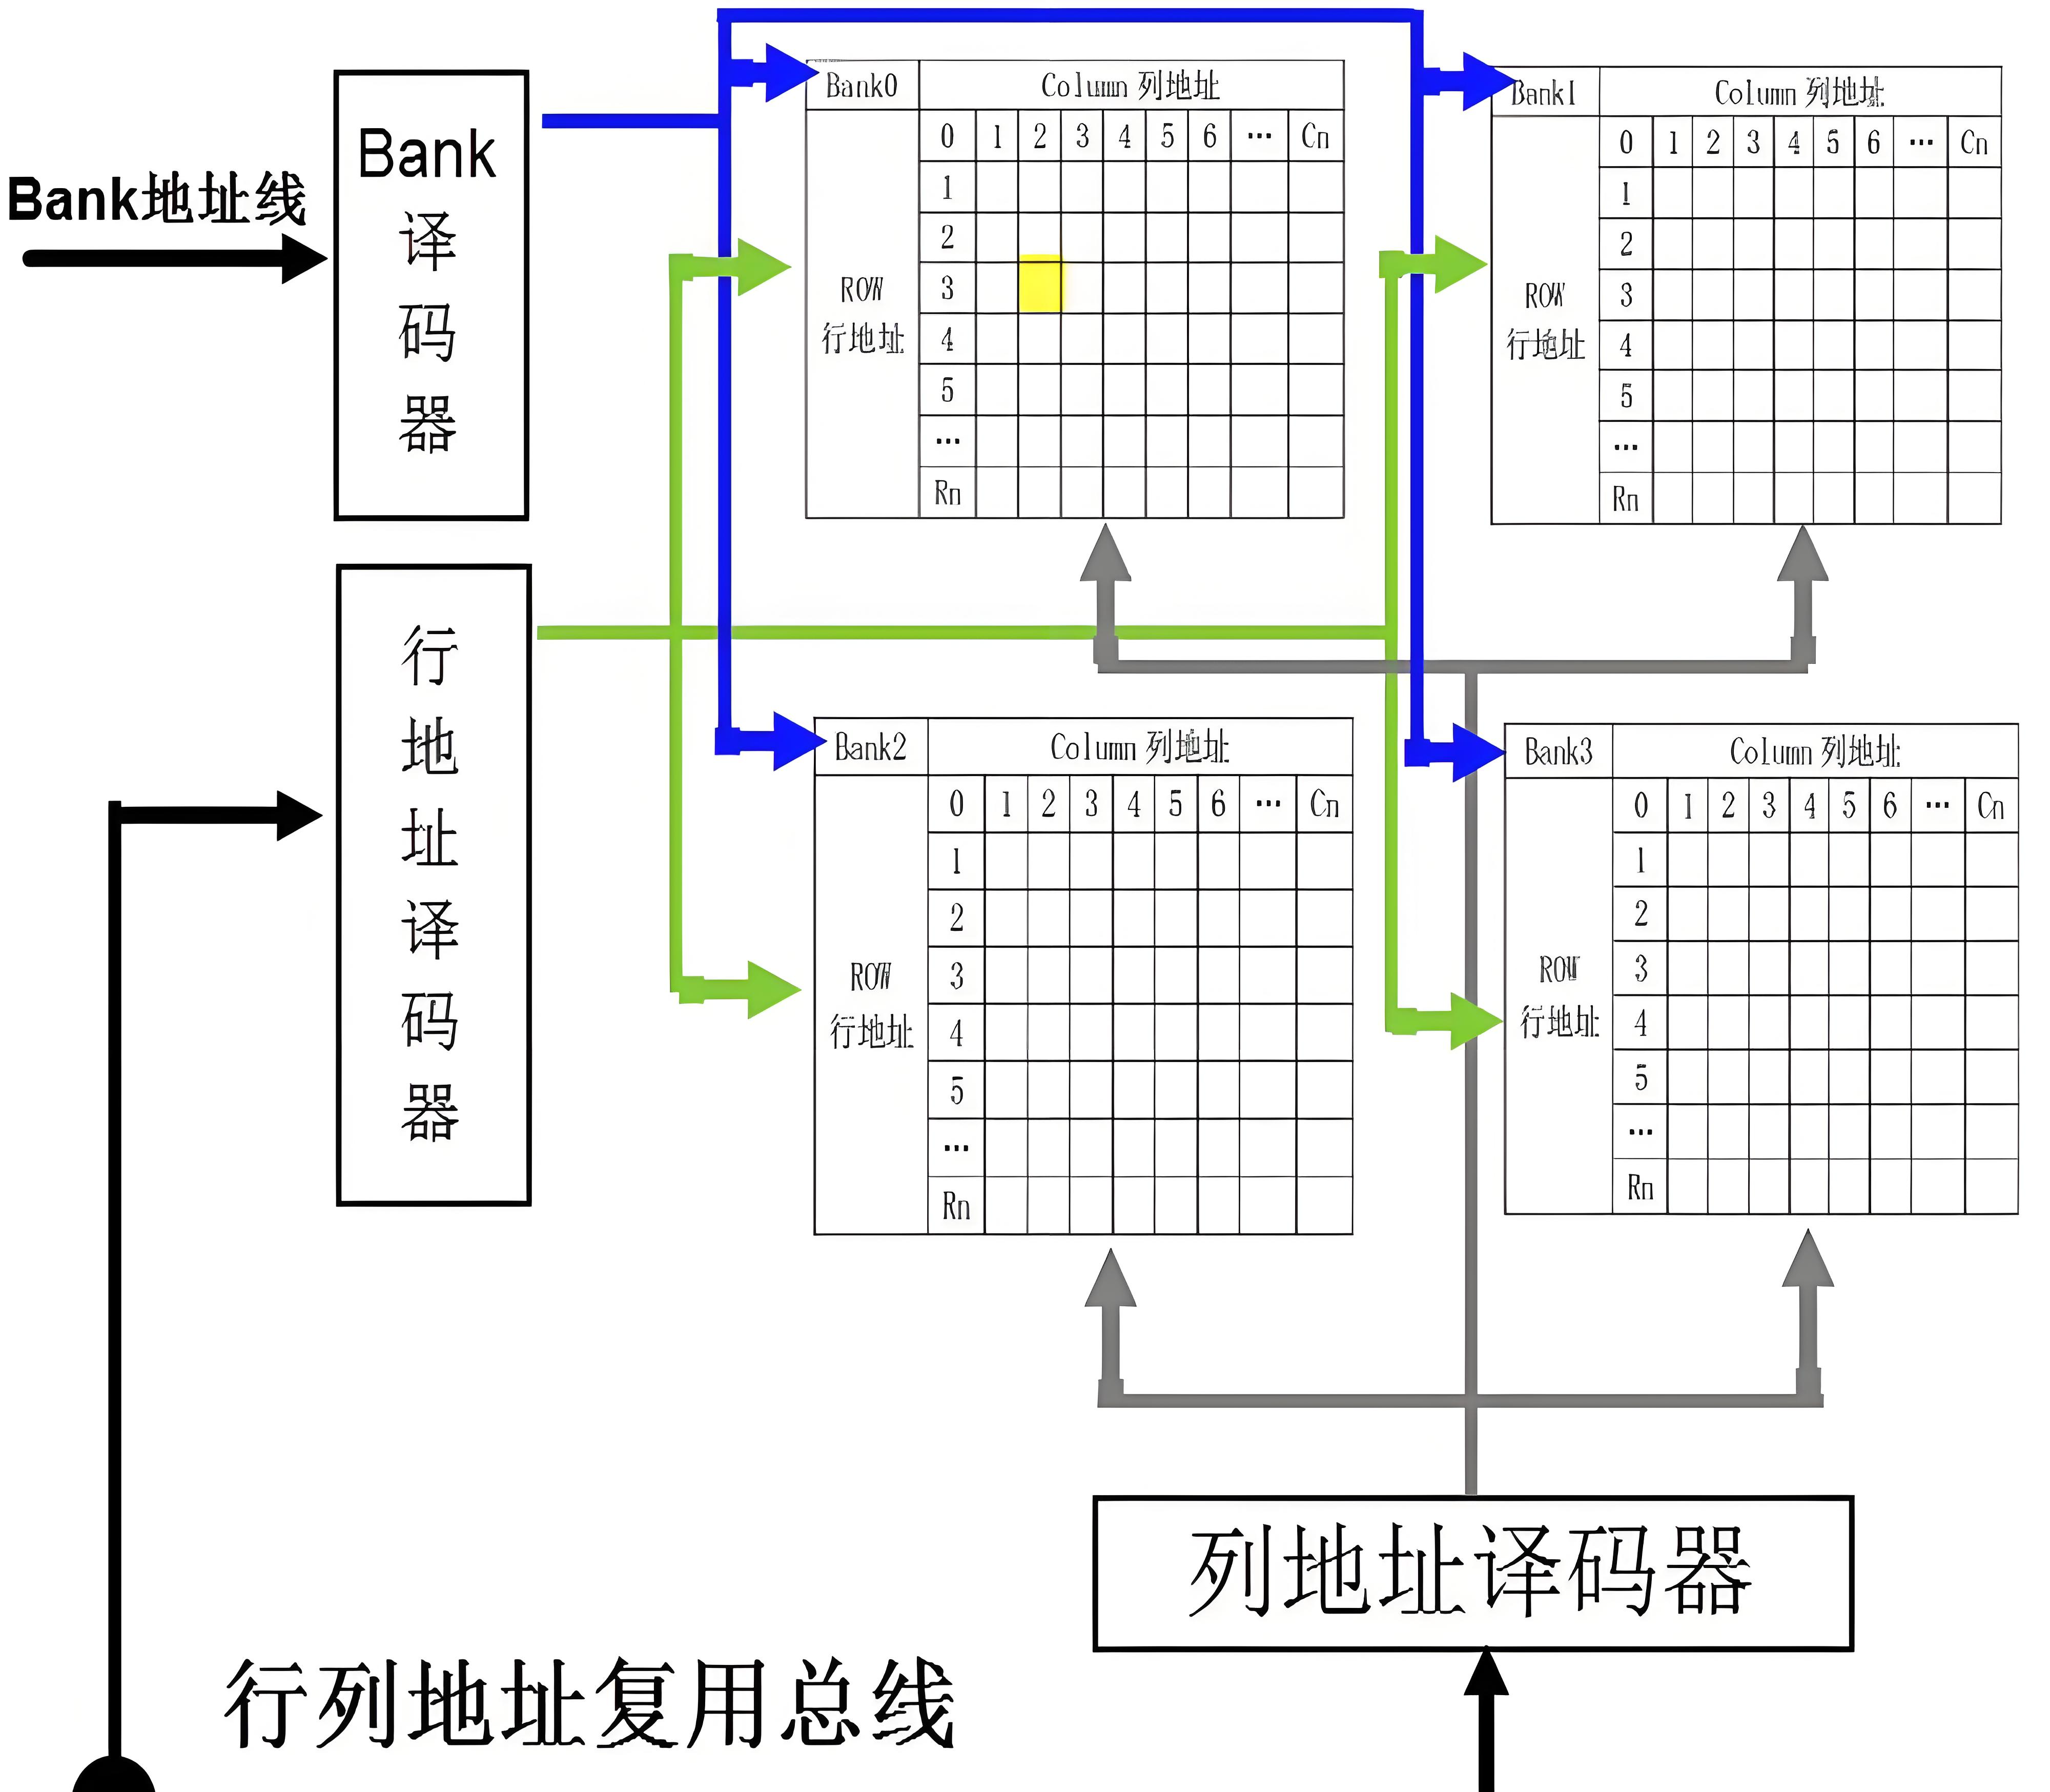 Bank地址线
Bank
译
码
器
行
地
址
译
码
器
Bank0 Column 列地址
0 1 2 3 4 5 6 ... Cn
1
2
ROW
3
行地址
4
5
...
Rn
Bank1 Column 列地址
0 1 2 3 4 5 6 ... Cn
1
2
ROW
3
行地址
4
5
...
Rn
Bank2 Column 列地址
0 1 2 3 4 5 6 ... Cn
1
2
ROW
3
行地址
4
5
...
Rn
Bank3 Column 列地址
0 1 2 3 4 5 6 ... Cn
1
2
ROW
3
行地址
4
5
...
Rn
列地址译码器
行列地址复用总线